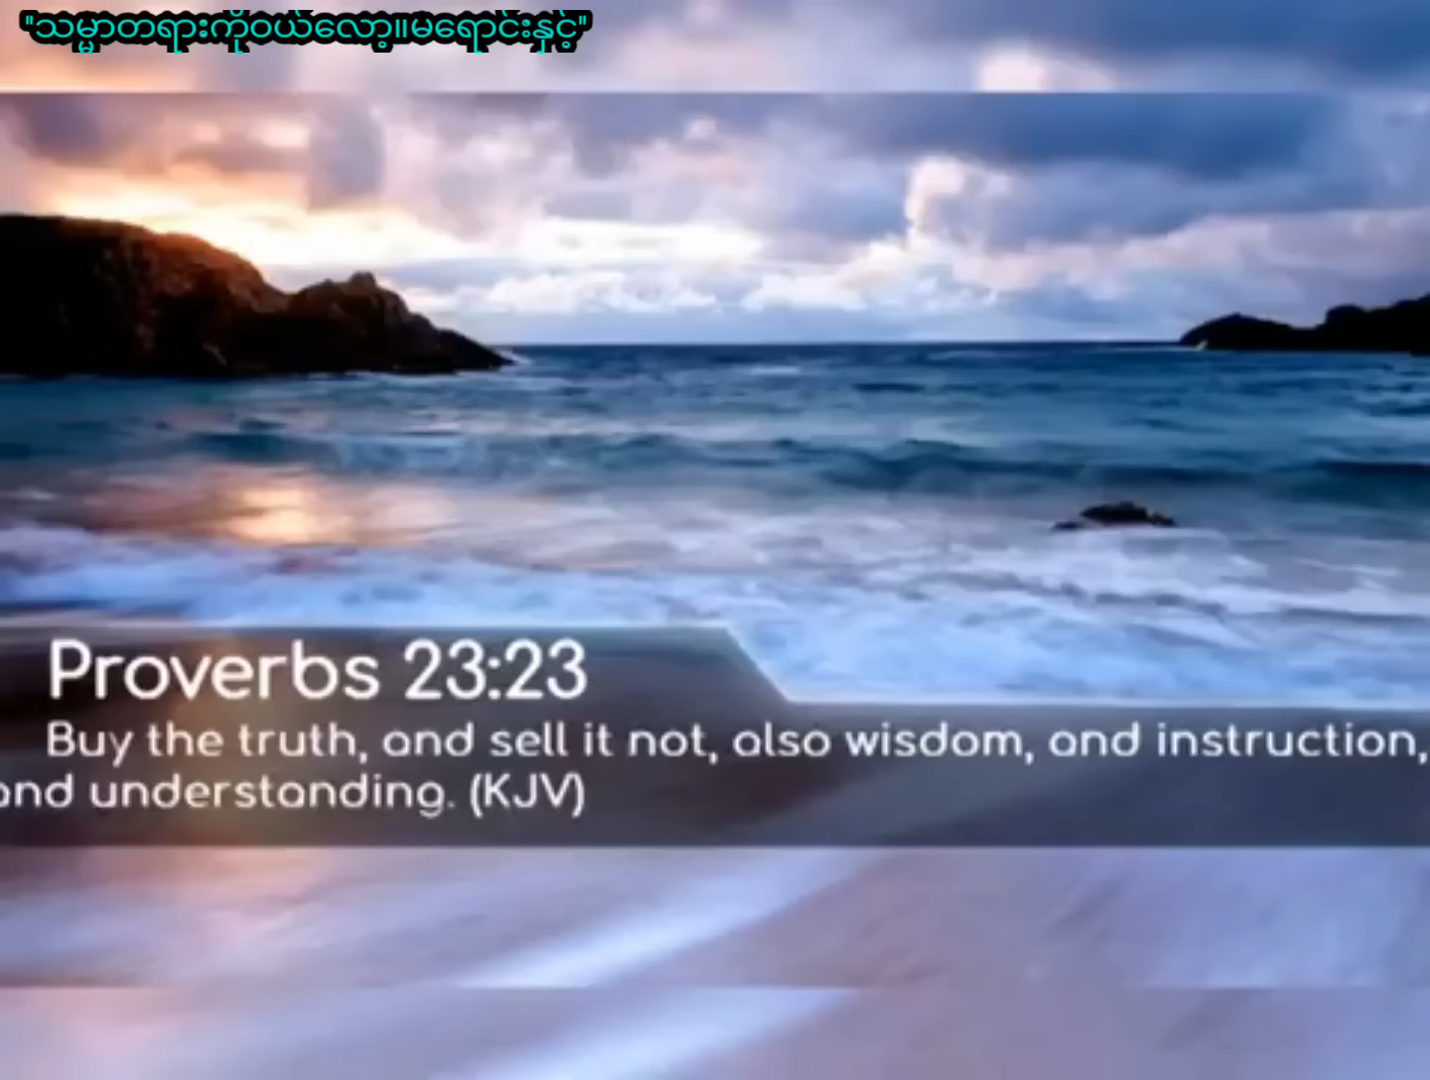 "သမ္မာတရားကိုဝယ်လော့။မရောင်းနှင့်"
Proverbs 23:23
Buy the truth, and sell it not, also wisdom, and instruction,
and understanding. (KJV)